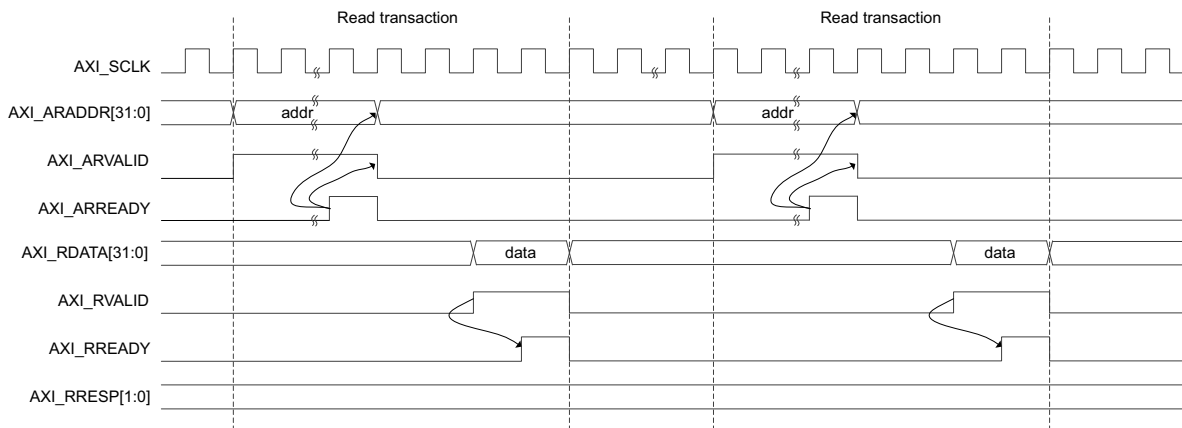 Read transaction Read transaction
AXI_SCLK
AXI_ARADDR[31:0] addr addr
AXI_ARVALID
AXI_ARREADY
AXI_RDATA[31:0] data data
AXI_RVALID
AXI_RREADY
AXI_RRESP[1:0]